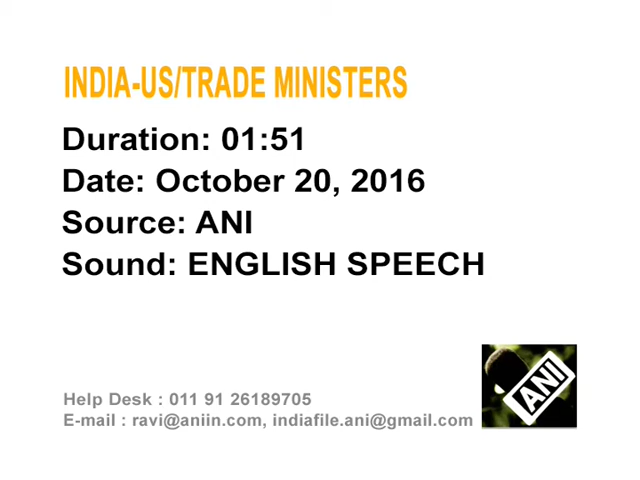 INDIA-US/TRADE MINISTERS
Duration: 01:51
Date: October 20, 2016
Source: ANI
Sound: ENGLISH SPEECH
Help Desk : 011 91 26189705
E-mail : ravi@aniin.com, indiafile.ani@gmail.com
ANI